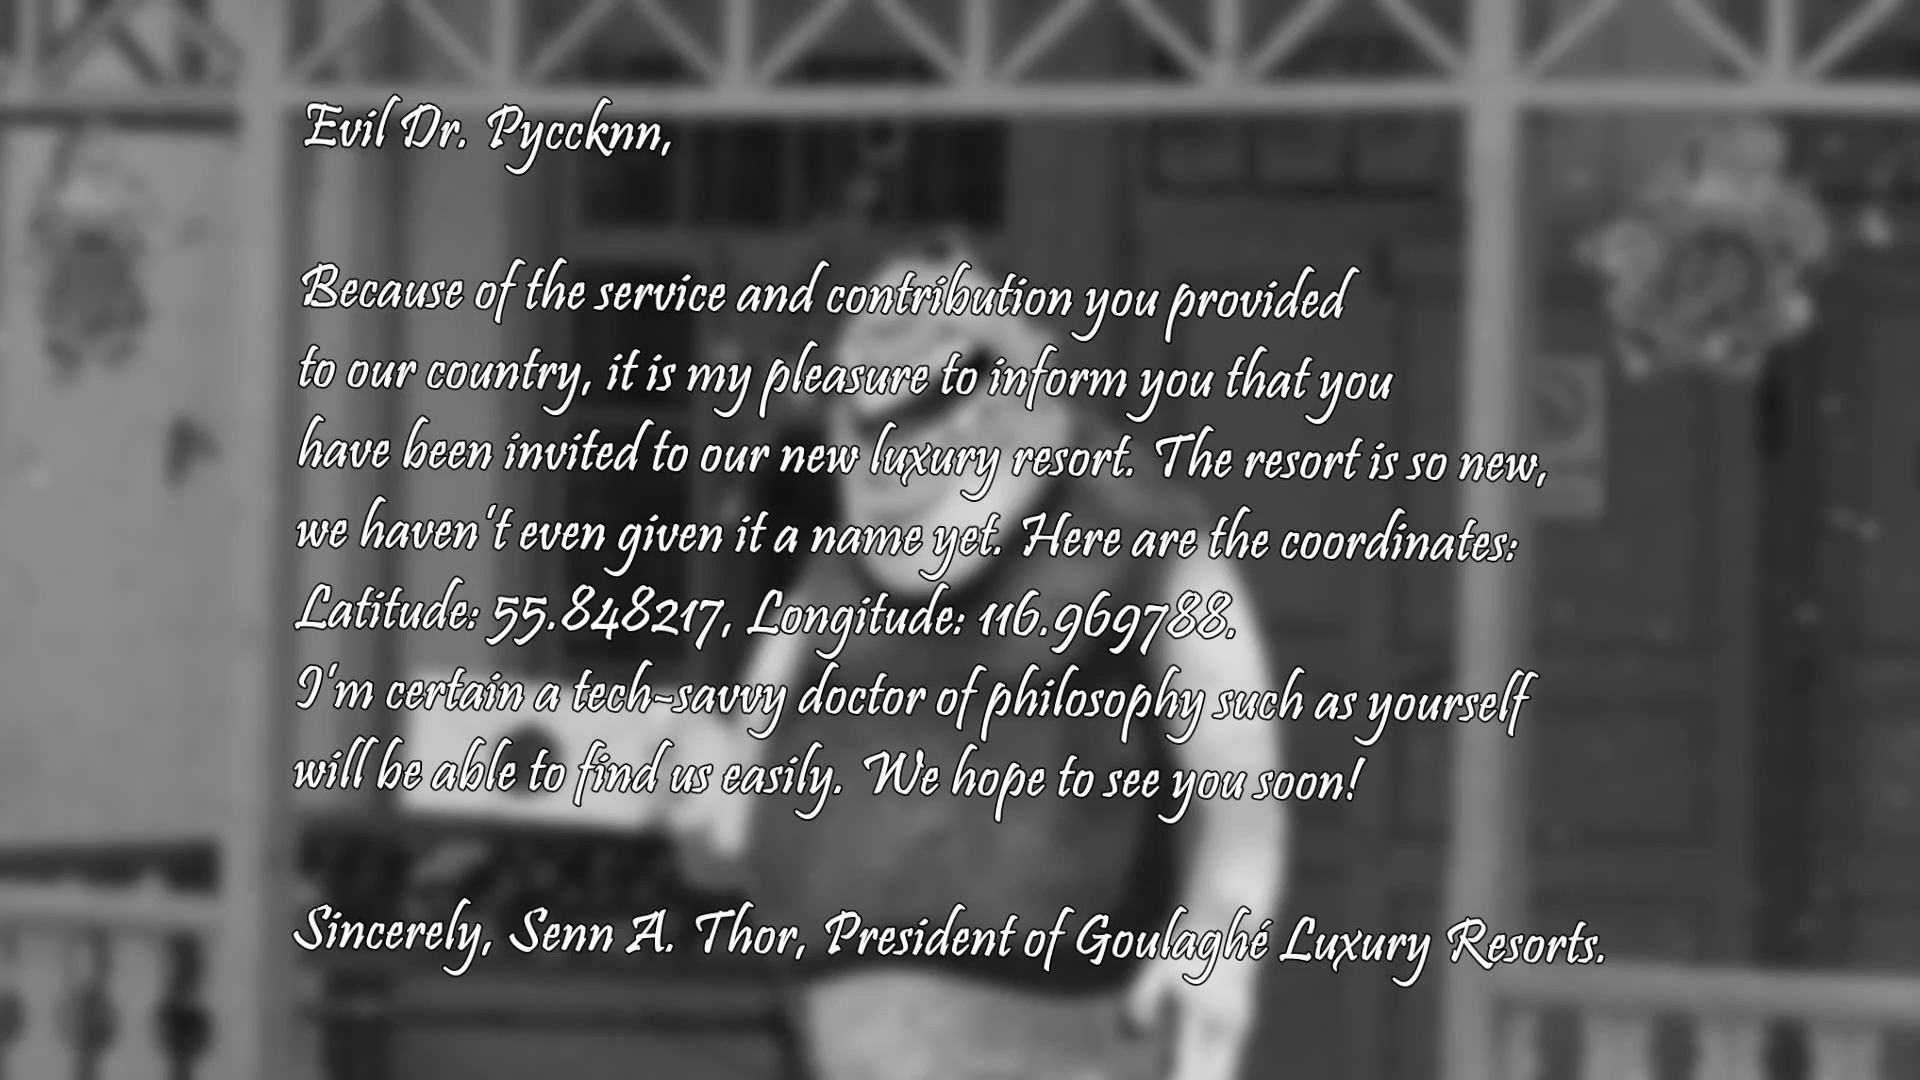 Evil Dr. Pyccknn,
Because of the service and contribution you provided
to our country, it is my pleasure to inform you that you
have been invited to our new luxury resort. The resort is so new,
we haven't even given it a name yet. Here are the coordinates:
Latitude: 55.848217, Longitude: 116.969788.
I'm certain a tech-savvy doctor of philosophy such as yourself
will be able to find us easily. We hope to see you soon!
Sincerely, Senn A. Thor, President of Goulaghé Luxury Resorts.